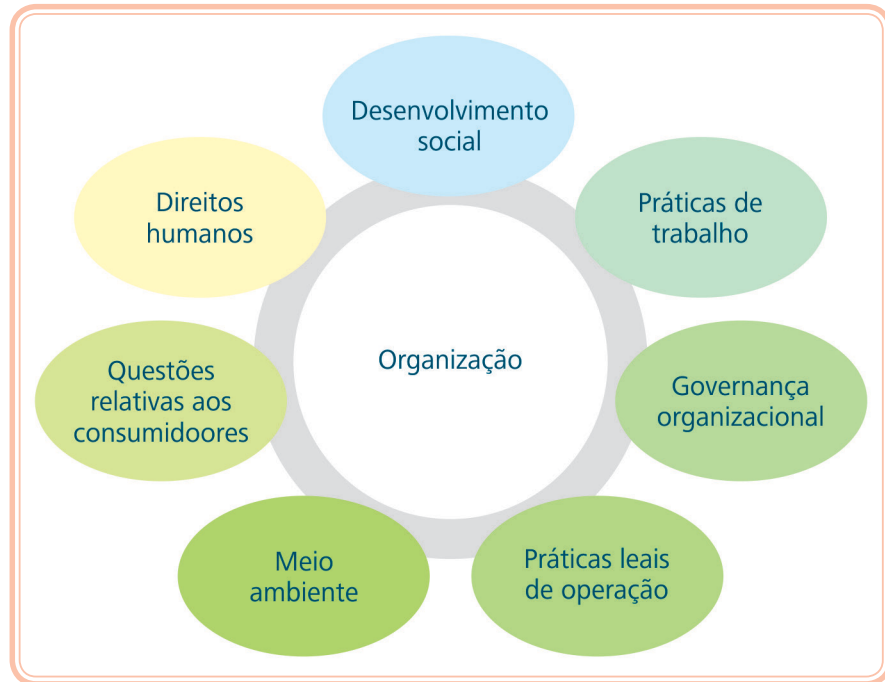 Desenvolvimento
social
Direitos
humanos
Práticas de
trabalho
Organização
Questões
relativas aos
consumidoores
Governança
organizacional
Meio
ambiente
Práticas leais
de operação